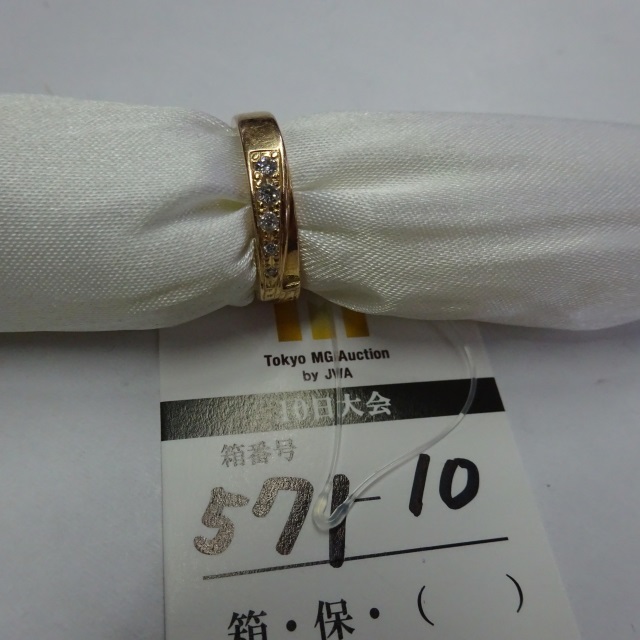 Tokyo MG Auction
by JWA
10日大会
箱番号
571-10
箱・保・（　　）